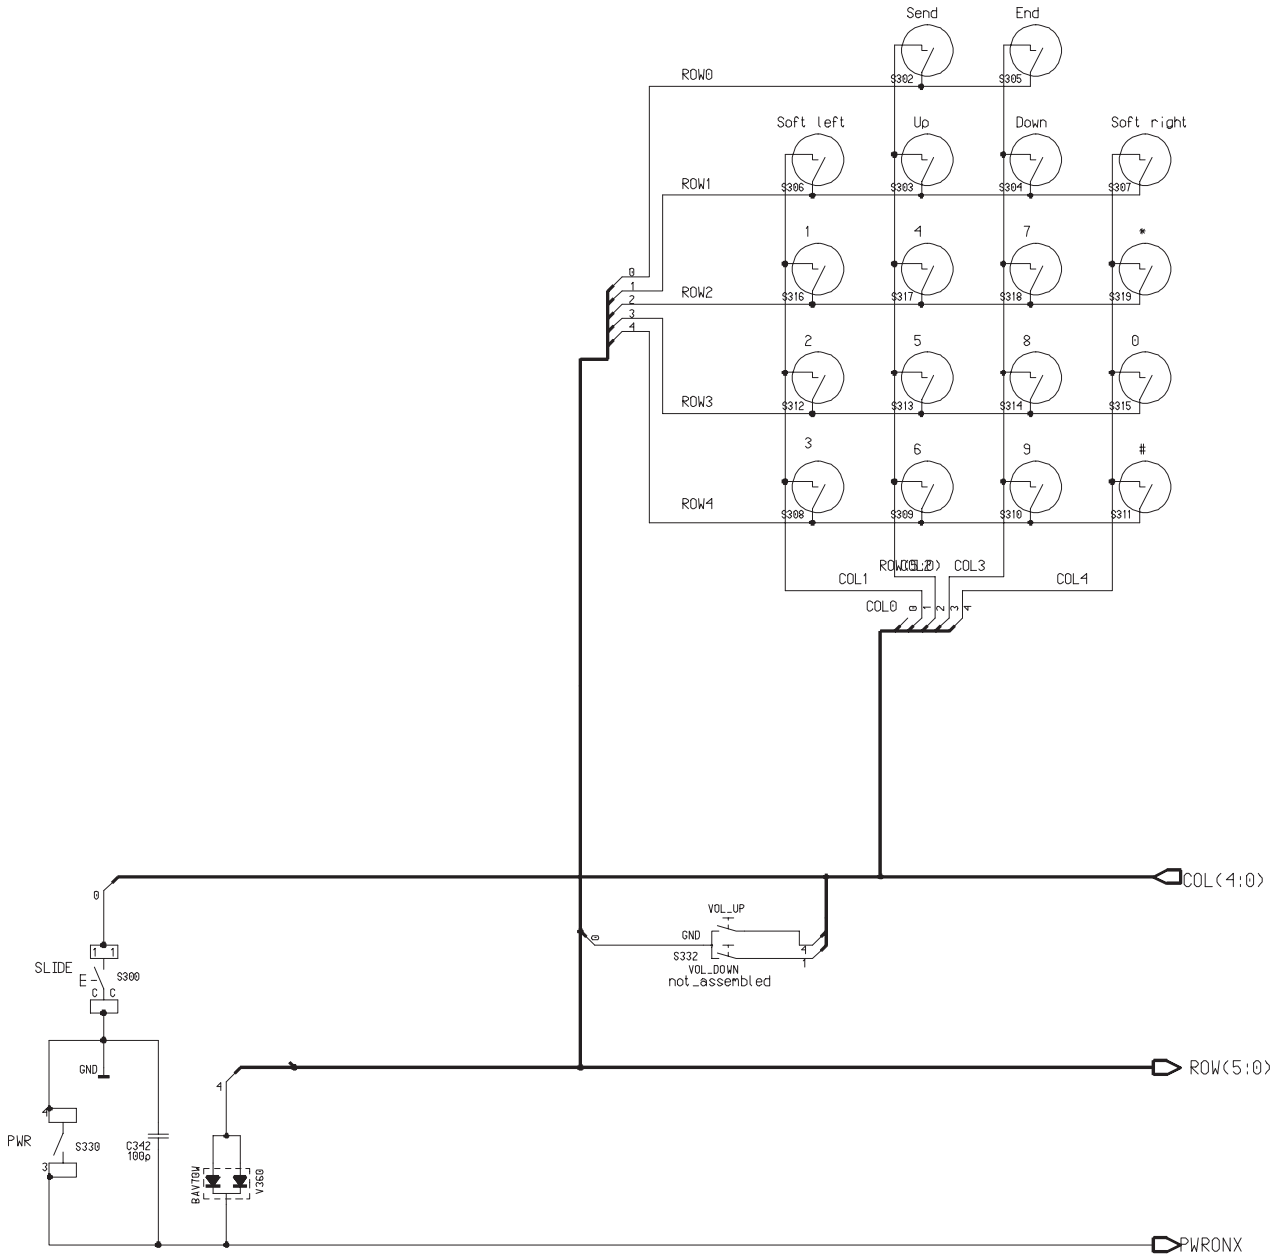 Send End
S302 S305
ROW0
Soft left Up Down Soft right
S306 S303 S304 S307
ROW1
1 4 7 *
0
1
2
3
4
ROW2
S316 S317 S318 S319
2 5 8 0
ROW3
S312 S313 S314 S315
3 6 9 #
ROW4
S308 S309 S310 S311
ROW(5:0) COL2 COL3
COL1 COL4
COL0 0 1 2 3 4
COL(4:0)
0
VOL_UP
GND 0 4
S332 1
VOL_DOWN
not_assembled
1 1
SLIDE S300
E
C C
GND
4
ROW(5:0)
4
PWR S330
3
C342
100p
BAV70W V360
PWRONX